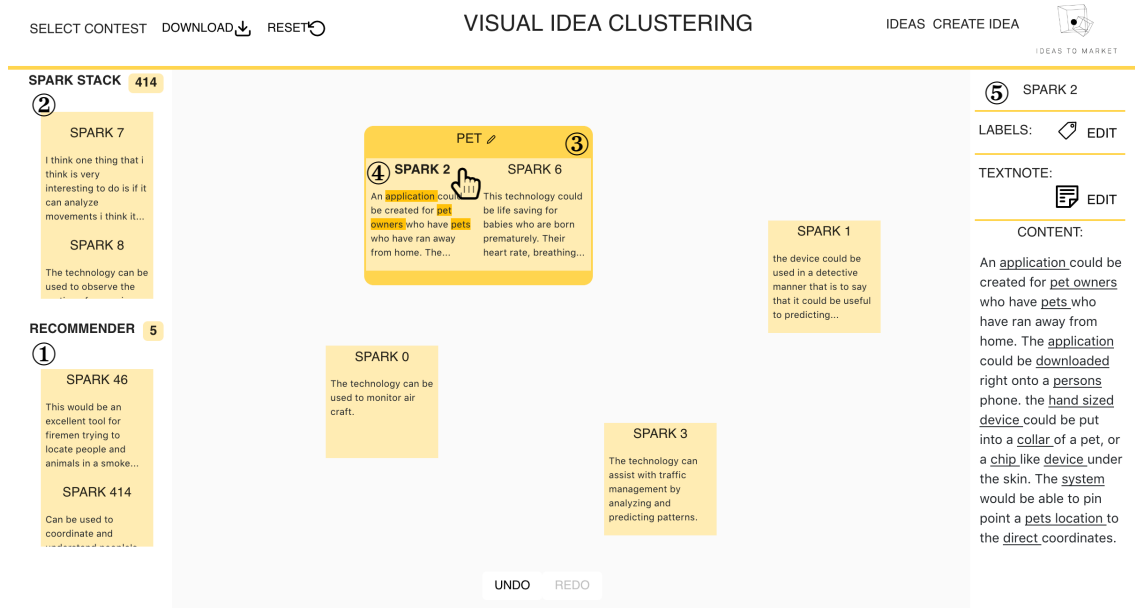 SELECT CONTEST DOWNLOAD RESET VISUAL IDEA CLUSTERING IDEAS CREATE IDEA
IDEAS TO MARKET
SPARK STACK 414
②
SPARK 7
I think one thing that i
think is very
interesting to do is if it
can analyze
movements i think it...
SPARK 8
The technology can be
used to observe the
RECOMMENDER 5
①
SPARK 46
This would be an
excellent tool for
firemen trying to
locate people and
animals in a smoke...
SPARK 414
Can be used to
coordinate and
understand people's
PET ③
④ SPARK 2
An application could
be created for pet
owners who have pets
who have ran away
from home. The...
SPARK 6
This technology could
be life saving for
babies who are born
prematurely. Their
heart rate, breathing...
SPARK 1
the device could be
used in a detective
manner that is to say
that it could be useful
to predicting...
SPARK 0
The technology can be
used to monitor air
craft.
SPARK 3
The technology can
assist with traffic
management by
analyzing and
predicting patterns.
UNDO REDO
⑤ SPARK 2
LABELS: EDIT
TEXTNOTE:
EDIT
CONTENT:
An application could be
created for pet owners
who have pets who
have ran away from
home. The application
could be downloaded
right onto a persons
phone. the hand sized
device could be put
into a collar of a pet, or
a chip like device under
the skin. The system
would be able to pin
point a pets location to
the direct coordinates.